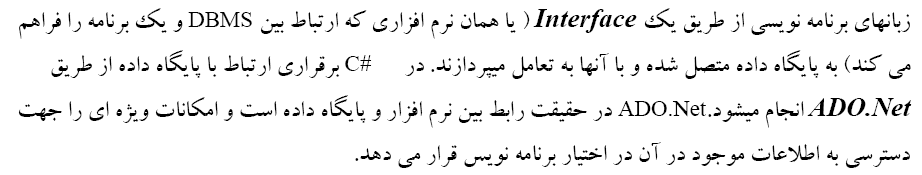 زبانهای برنامه نویسی از طریق یک Interface ( یا همان نرم افزاری که ارتباط بین DBMS و یک برنامه را فراهم
می کند) به پایگاه داده متصل شده و با آنها به تعامل میپردازند. در C# برقراری ارتباط با پایگاه داده از طریق
ADO.Net انجام میشود.ADO.Net در حقیقت رابط بین نرم افزار و پایگاه داده است و امکانات ویژه ای را جهت
دسترسی به اطلاعات موجود در آن در اختیار برنامه نویس قرار می دهد.